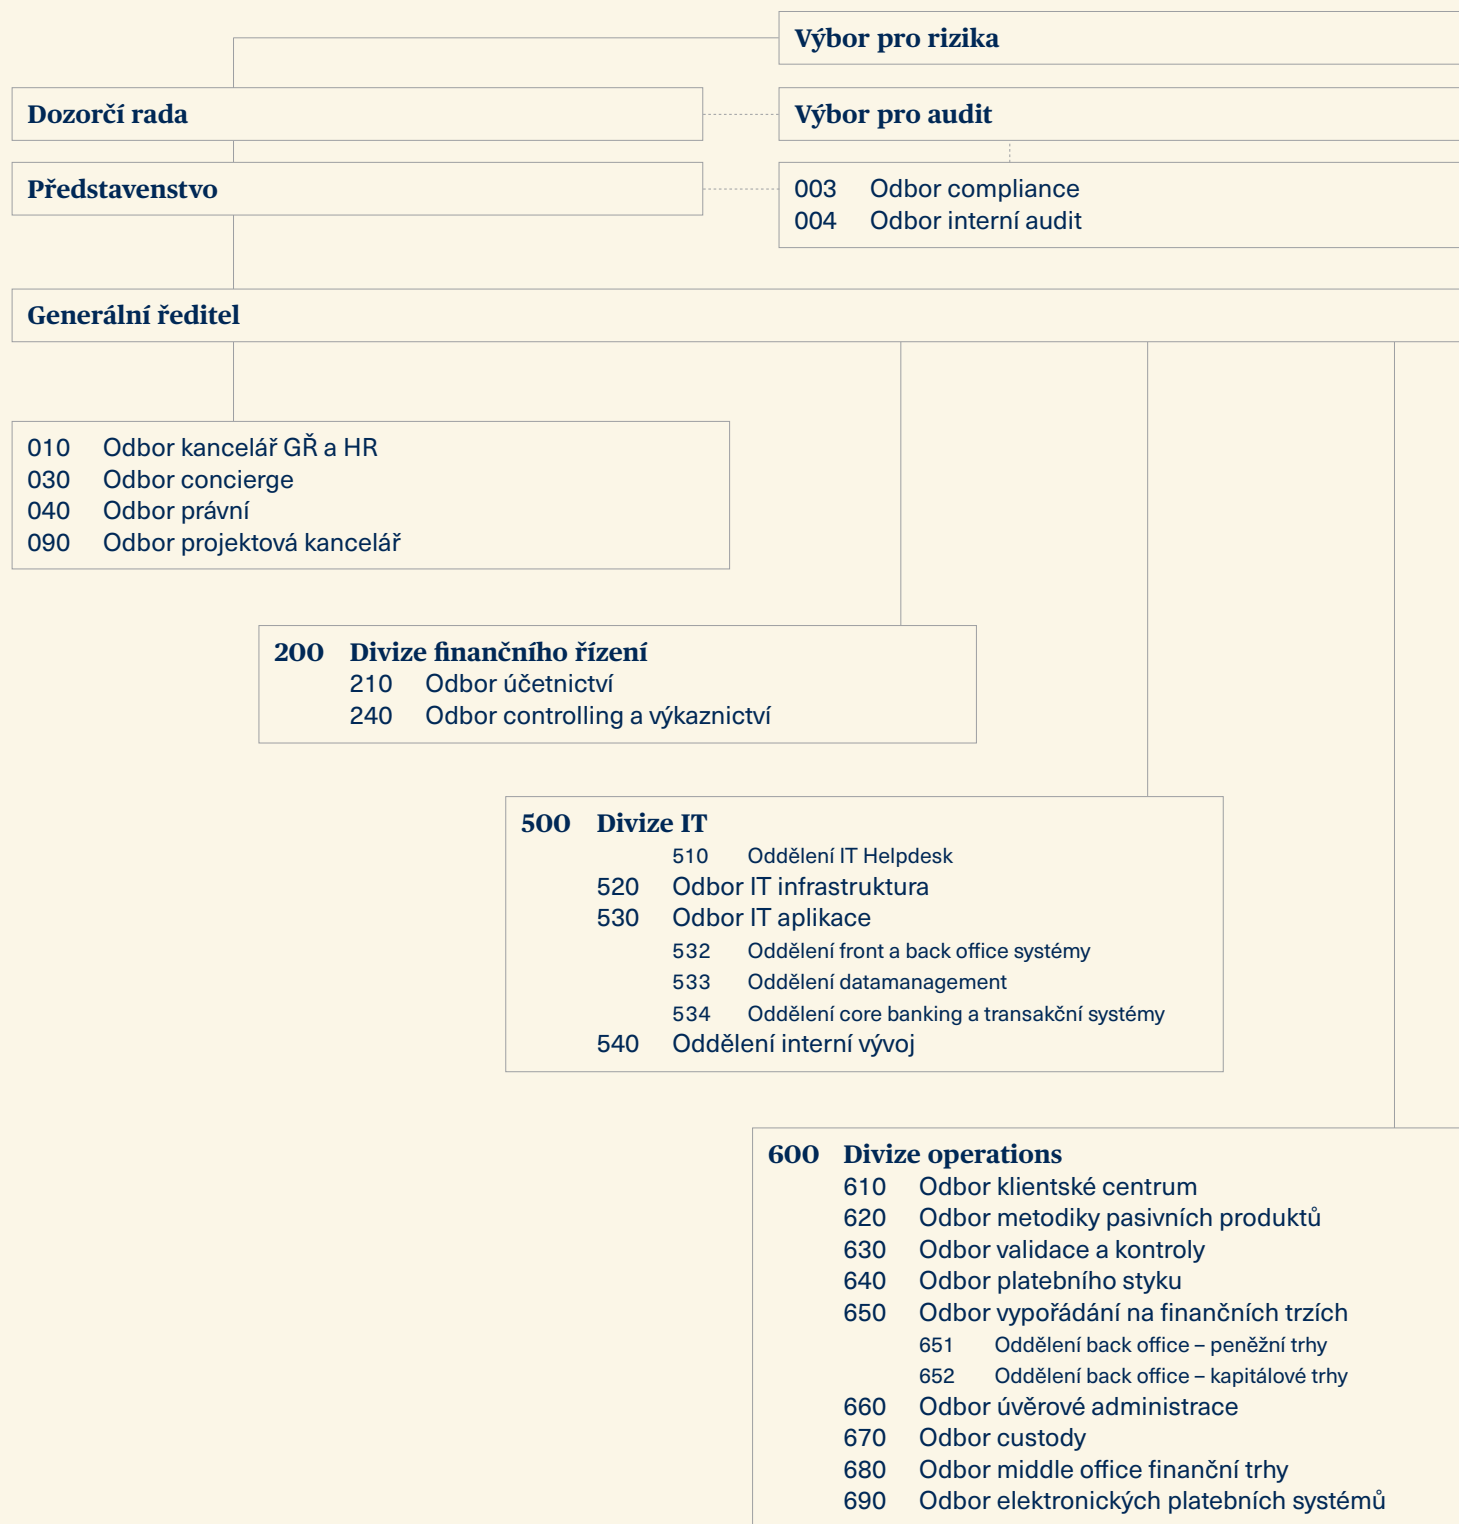 Výbor pro rizika
Dozorčí rada
Výbor pro audit
Představenstvo
003 Odbor compliance
004 Odbor interní audit
Generální ředitel
010 Odbor kancelář GŘ a HR
030 Odbor concierge
040 Odbor právní
090 Odbor projektová kancelář
200 Divize finančního řízení
210 Odbor účetnictví
240 Odbor controlling a výkaznictví
500 Divize IT
510 Oddělení IT Helpdesk
520 Odbor IT infrastruktura
530 Odbor IT aplikace
532 Oddělení front a back office systémy
533 Oddělení datamanagement
534 Oddělení core banking a transakční systémy
540 Oddělení interní vývoj
600 Divize operations
610 Odbor klientské centrum
620 Odbor metodiky pasivních produktů
630 Odbor validace a kontroly
640 Odbor platebního styku
650 Odbor vypořádání na finančních trzích
651 Oddělení back office – peněžní trhy
652 Oddělení back office – kapitálové trhy
660 Odbor úvěrové administrace
670 Odbor custody
680 Odbor middle office finanční trhy
690 Odbor elektronických platebních systémů